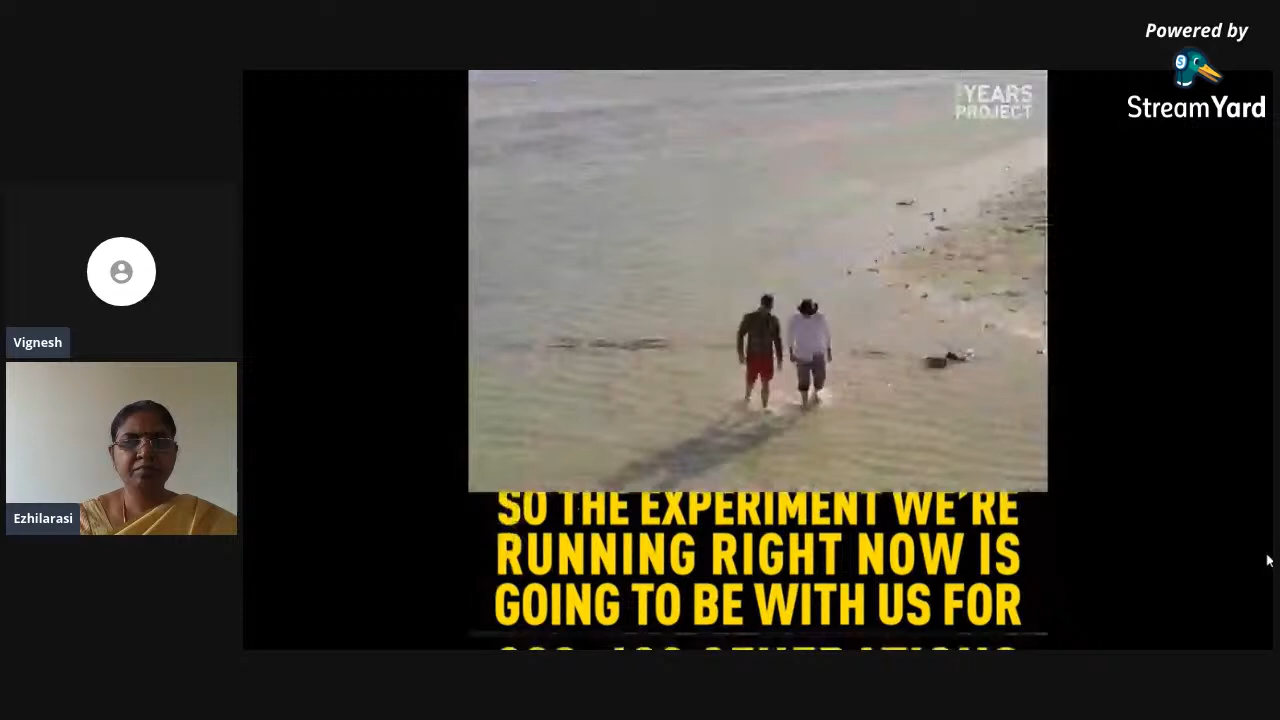 Powered by
StreamYard
YEARS
PROJECT
Vignesh
Ezhilarasi
SO THE EXPERIMENT WE'RE
RUNNING RIGHT NOW IS
GOING TO BE WITH US FOR